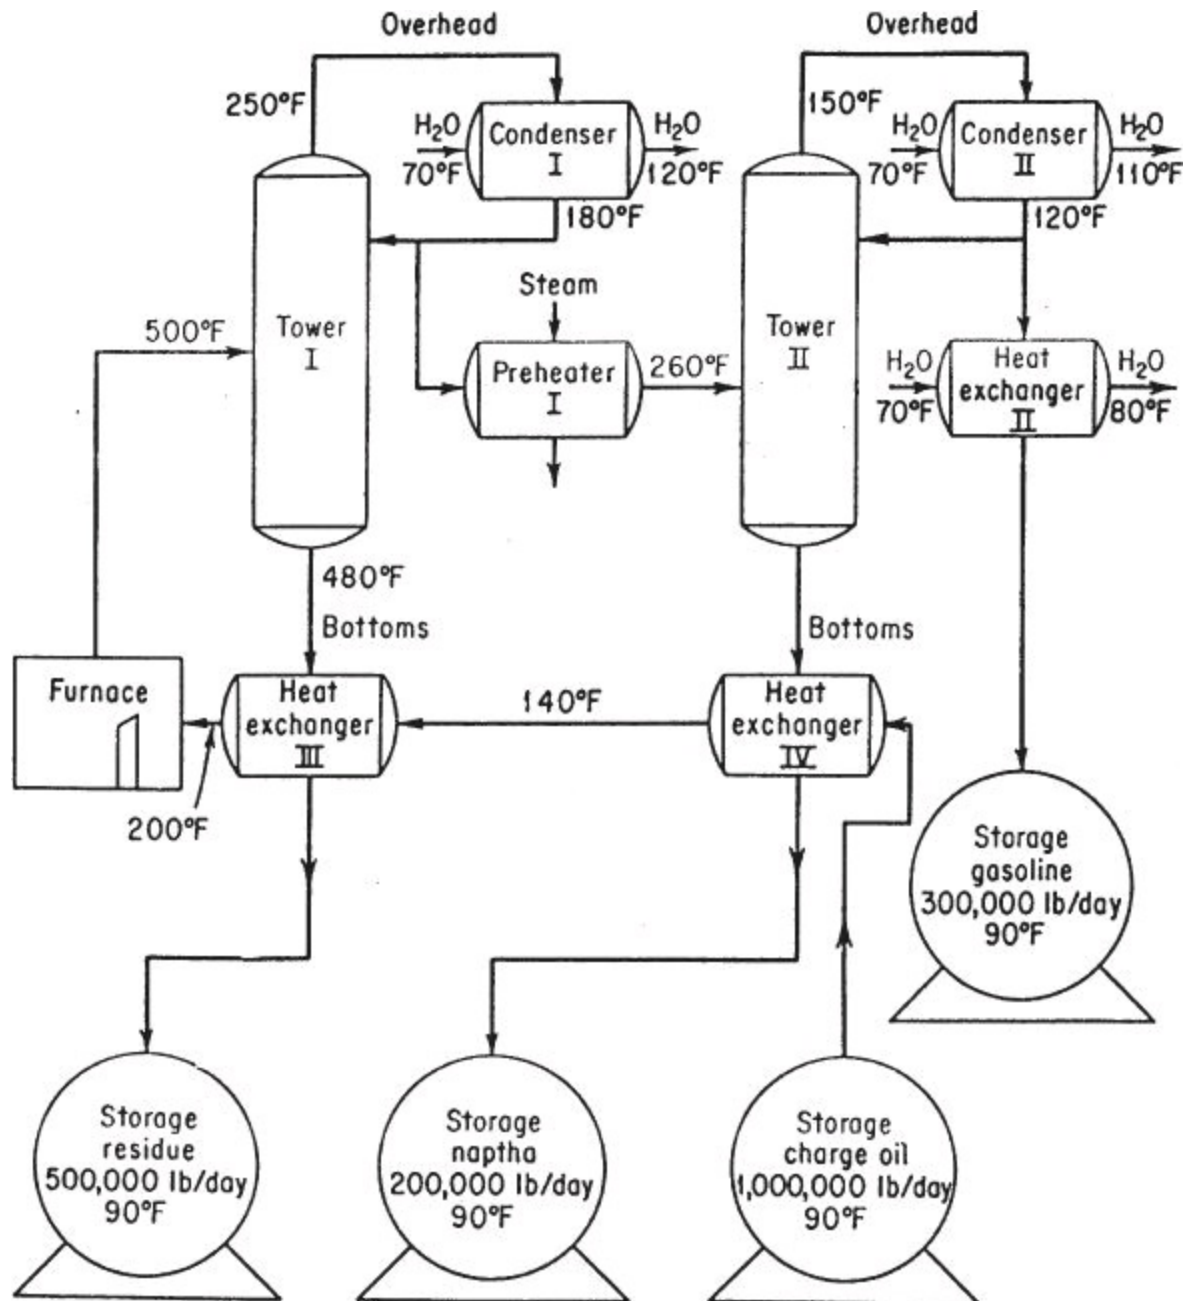 Overhead
Overhead
250°F
150°F
H₂O
70°F
Condenser
I
H₂O
120°F
H₂O
70°F
Condenser
II
H₂O
110°F
180°F
120°F
Steam
500°F
Tower
I
Preheater
I
260°F
Tower
II
H₂O
70°F
Heat
exchanger
II
H₂O
80°F
480°F
Bottoms
Bottoms
Furnace
Heat
exchanger
III
140°F
Heat
exchanger
IV
200°F
Storage
gasoline
300,000 lb/day
90°F
Storage
residue
500,000 lb/day
90°F
Storage
naptha
200,000 lb/day
90°F
Storage
charge oil
1,000,000 lb/day
90°F